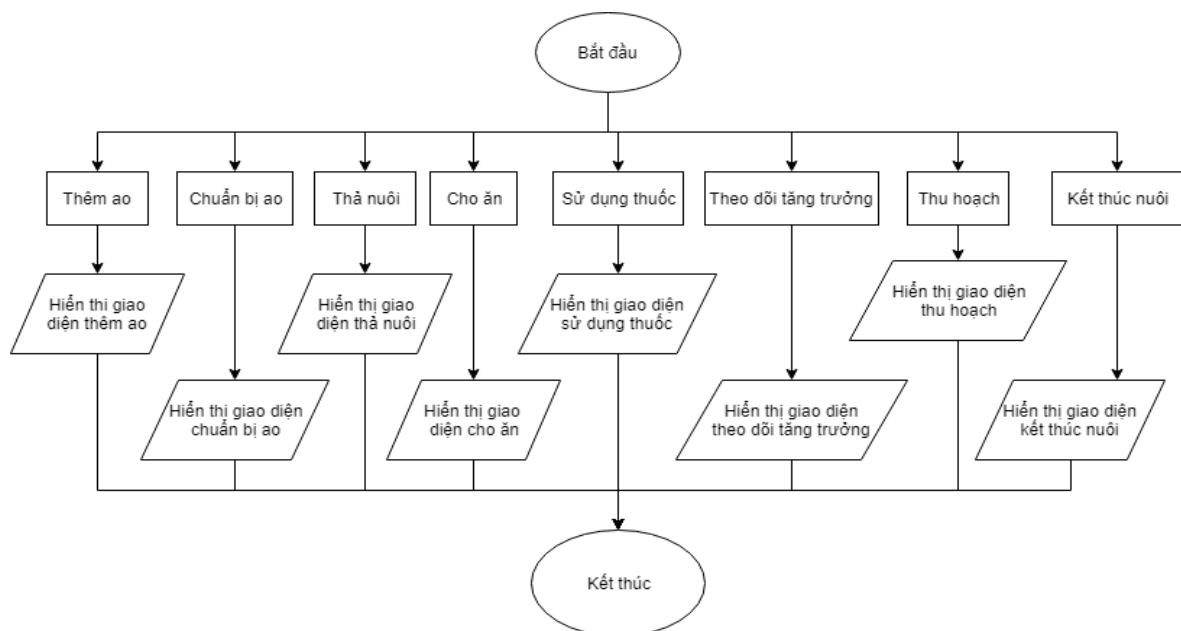 Bắt đầu
Thêm ao
Chuẩn bị ao
Thả nuôi
Cho ăn
Sử dụng thuốc
Theo dõi tăng trưởng
Thu hoạch
Kết thúc nuôi
Hiển thị giao
diện thêm ao
Hiển thị giao
diện thả nuôi
Hiển thị giao diện
sử dụng thuốc
Hiển thị giao diện
thu hoạch
Hiển thị giao diện
chuẩn bị ao
Hiển thị giao
diện cho ăn
Hiển thị giao diện
theo dõi tăng trưởng
Hiển thị giao diện
kết thúc nuôi
Kết thúc